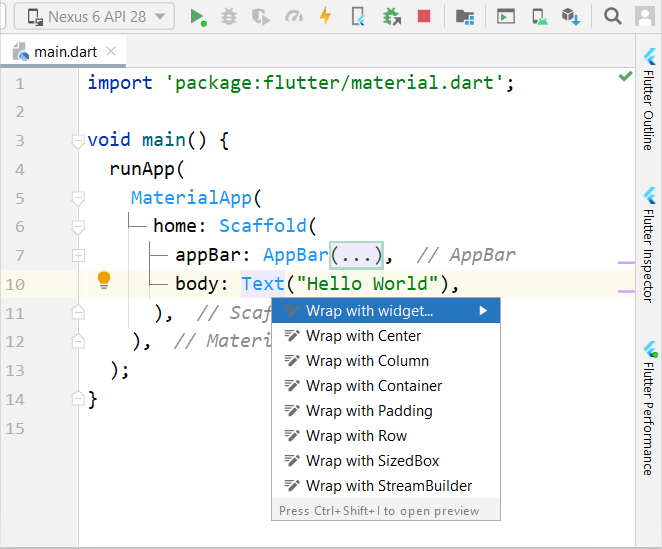 Nexus 6 API 28
main.dart
1 import 'package:flutter/material.dart';
2
3 void main() {
4 runApp(
5 MaterialApp(
6 home: Scaffold(
7 appBar: AppBar(...), // AppBar
10 body: Text("Hello World"),
11 ), // Scaf
12 ), // Materi
13 );
14 }
15
Wrap with widget...
Wrap with Center
Wrap with Column
Wrap with Container
Wrap with Padding
Wrap with Row
Wrap with SizedBox
Wrap with StreamBuilder
Press Ctrl+Shift+I to open preview
Flutter Outline
Flutter Inspector
Flutter Performance